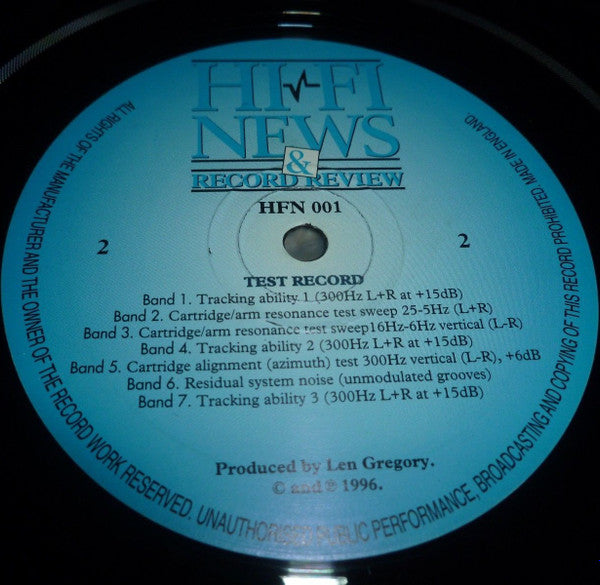 HI-FI
NEWS
&
RECORD REVIEW
HFN 001
2
2
TEST RECORD
Band 1. Tracking ability 1 (300Hz L+R at +15dB)
Band 2. Cartridge/arm resonance test sweep 25-5Hz (L+R)
Band 3. Cartridge/arm resonance test sweep16Hz-6Hz vertical (L-R)
Band 4. Tracking ability 2 (300Hz L+R at +15dB)
Band 5. Cartridge alignment (azimuth) test 300Hz vertical (L-R), +6dB
Band 6. Residual system noise (unmodulated grooves)
Band 7. Tracking ability 3 (300Hz L+R at +15dB)
Produced by Len Gregory.
© and ℗ 1996.
ALL RIGHTS OF THE MANUFACTURER AND THE OWNER OF THE RECORD WORK RESERVED. UNAUTHORISED PUBLIC PERFORMANCE, BROADCASTING AND COPYING OF THIS RECORD PROHIBITED. MADE IN ENGLAND.